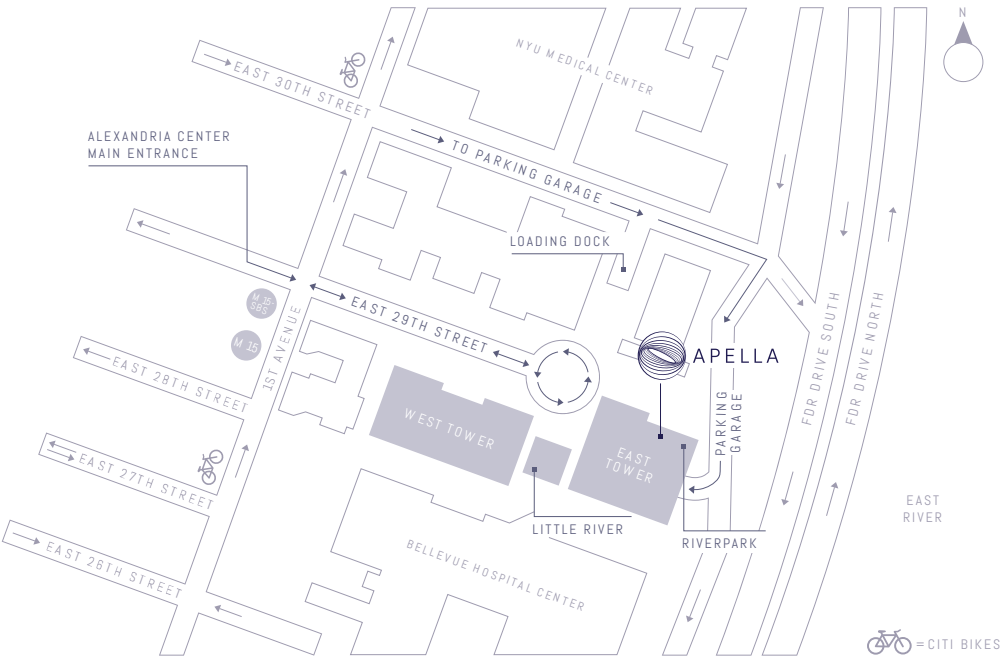 N
NYU MEDICAL CENTER
EAST 30TH STREET
ALEXANDRIA CENTER
MAIN ENTRANCE
TO PARKING GARAGE
LOADING DOCK
M 15-
SBS
M 15
EAST 29TH STREET
1ST AVENUE
APELLA
FDR DRIVE SOUTH
FDR DRIVE NORTH
EAST 28TH STREET
PARKING
GARAGE
WEST TOWER
EAST
TOWER
EAST 27TH STREET
LITTLE RIVER
RIVERPARK
EAST
RIVER
BELLEVUE HOSPITAL CENTER
EAST 28TH STREET
=CITI BIKES